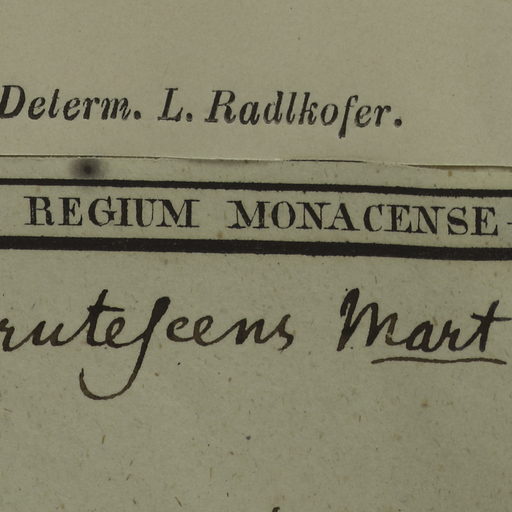 Determ. L. Radlkofer.
REGIUM MONACENSE
rutescens Mart